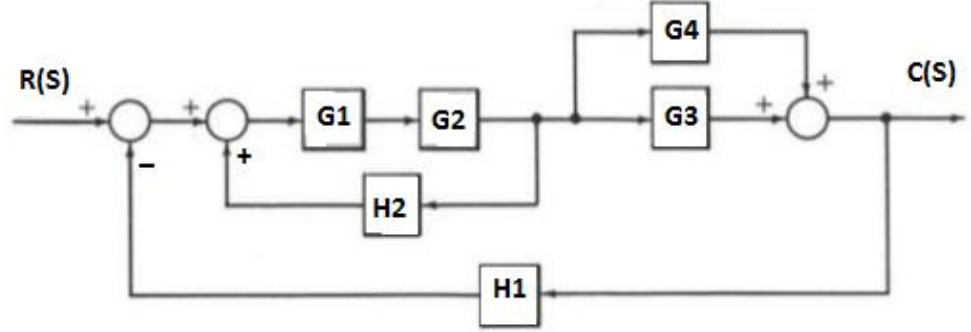 G4
R(S)
C(S)
+
+
+
+
G1
G2
G3
−
+
H2
H1